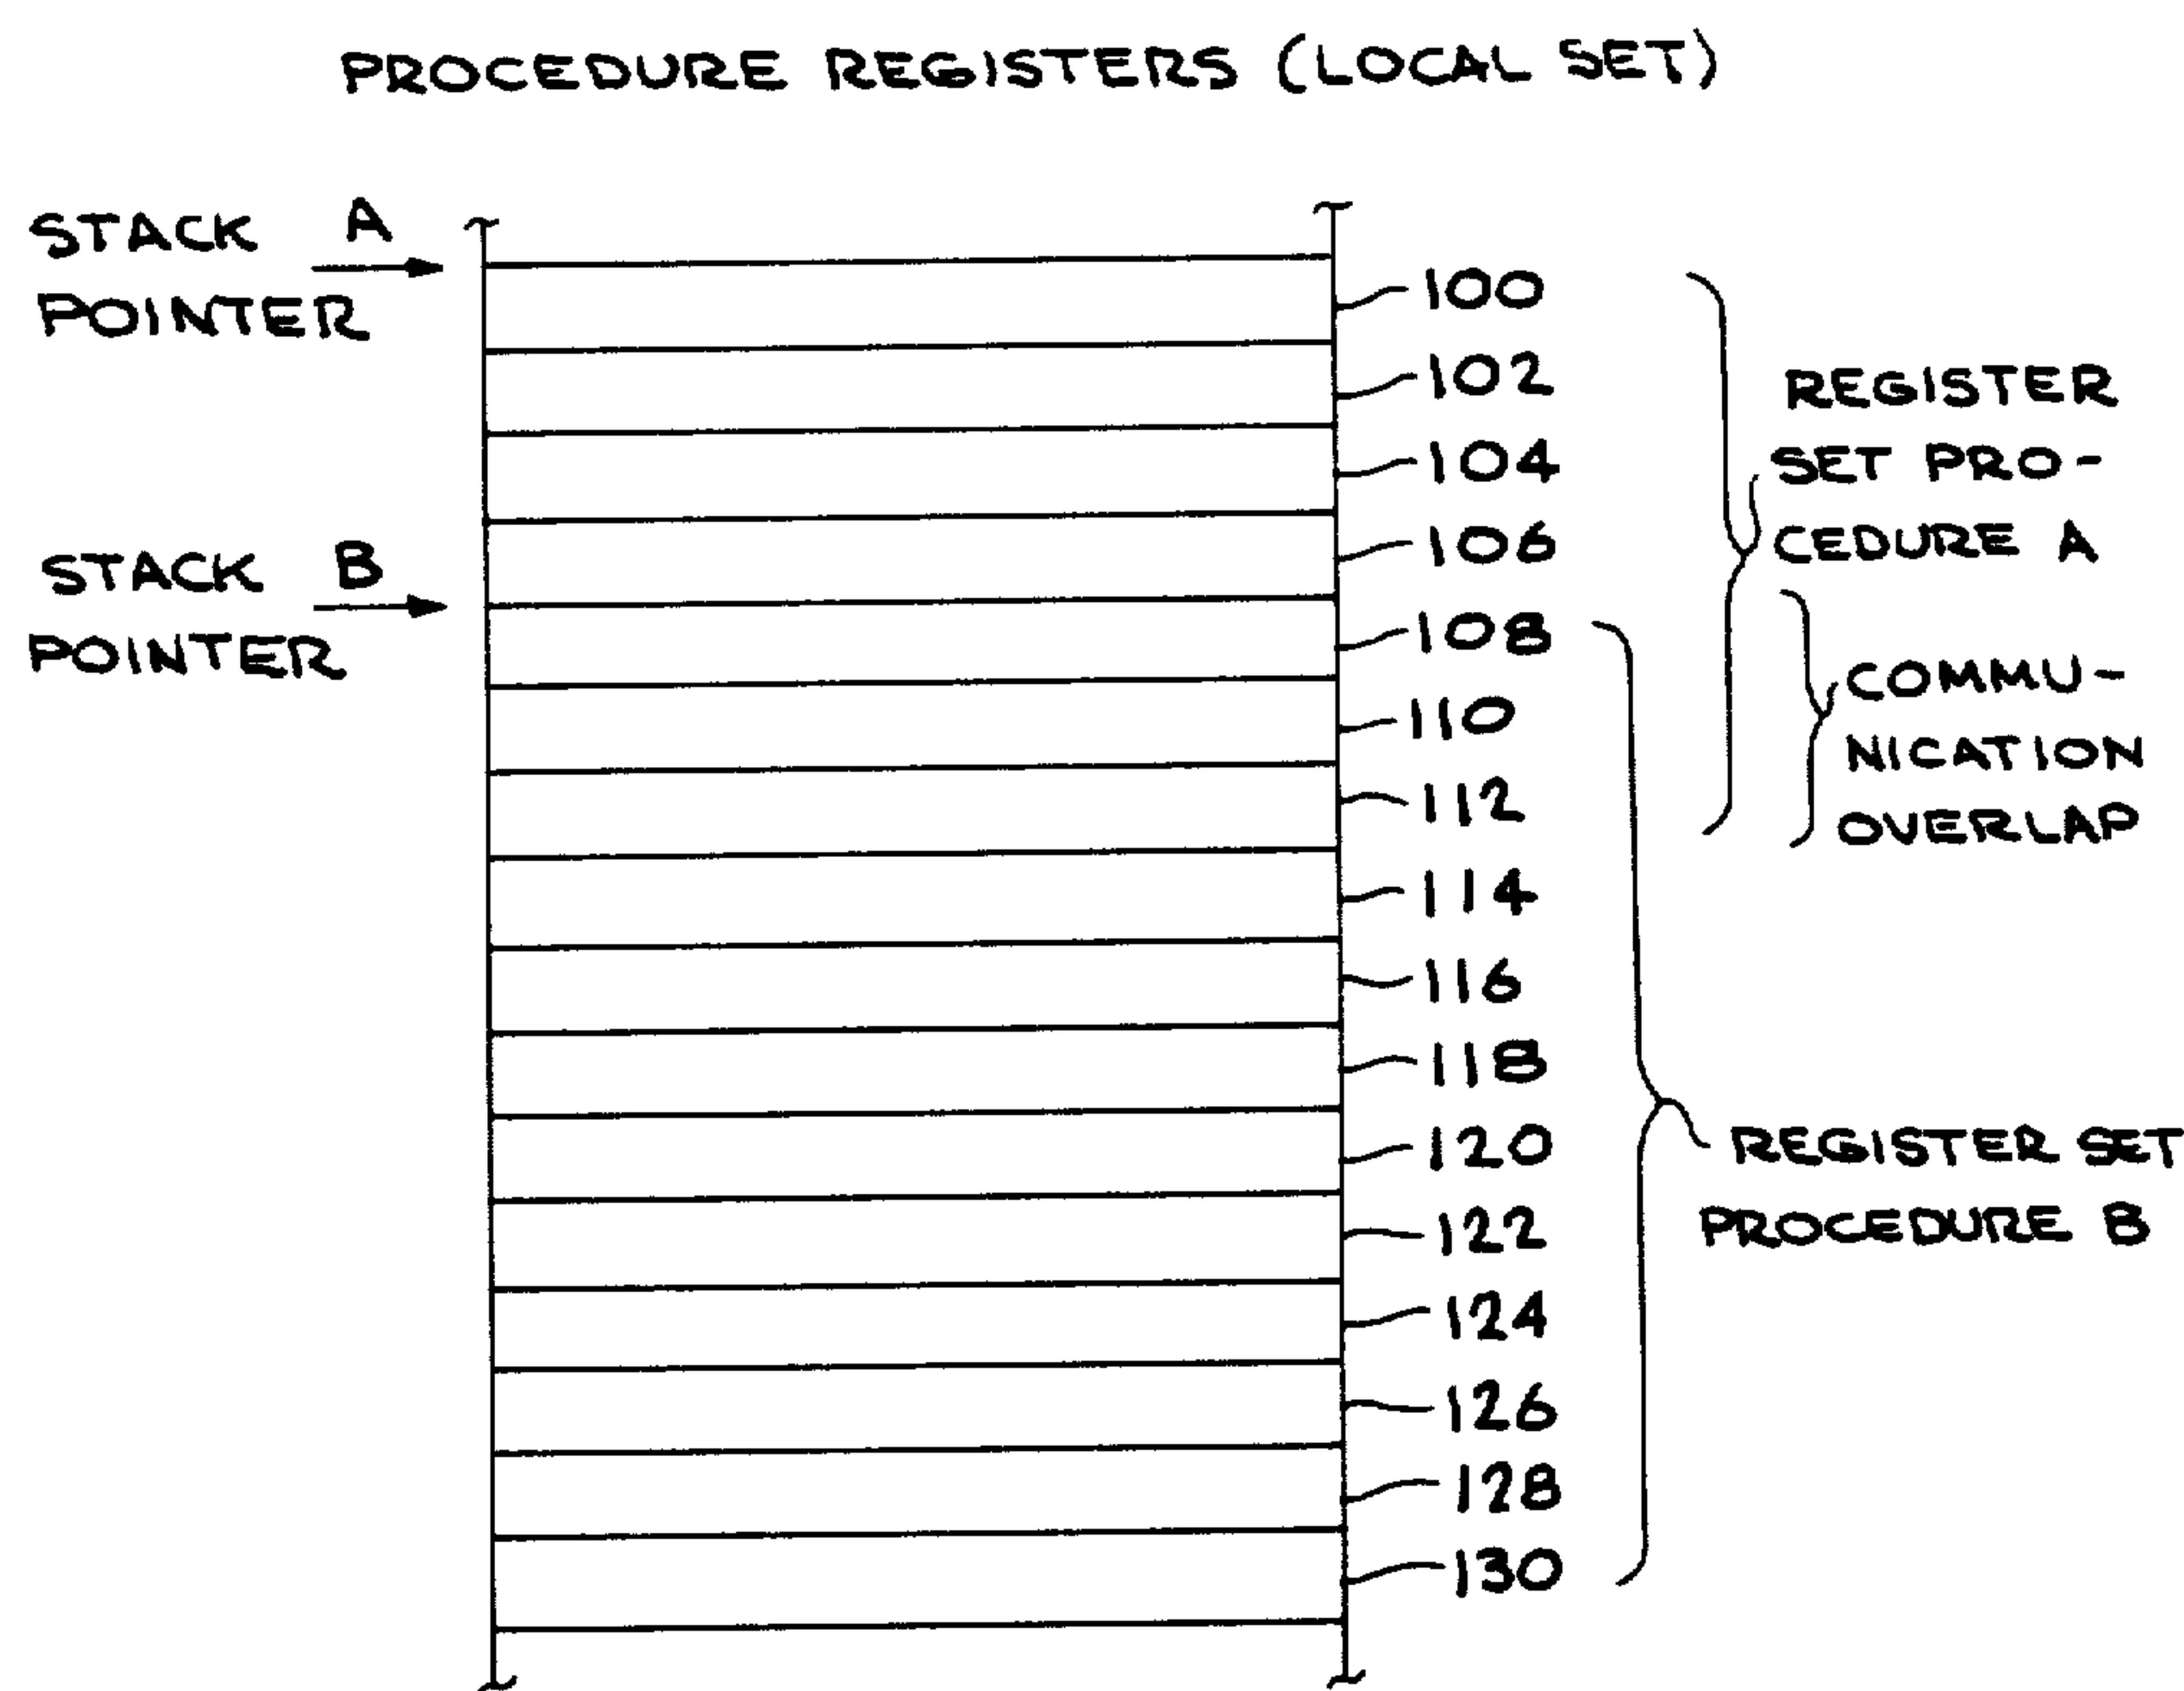 PROCEDURE REGISTERS (LOCAL SET)
STACK A
POINTER
STACK B
POINTER
100
102
104
106
108
110
112
114
116
118
120
122
124
126
128
130
REGISTER
SET PRO-
CEDURE A
COMMU-
NICATION
OVERLAP
REGISTER SET
PROCEDURE B